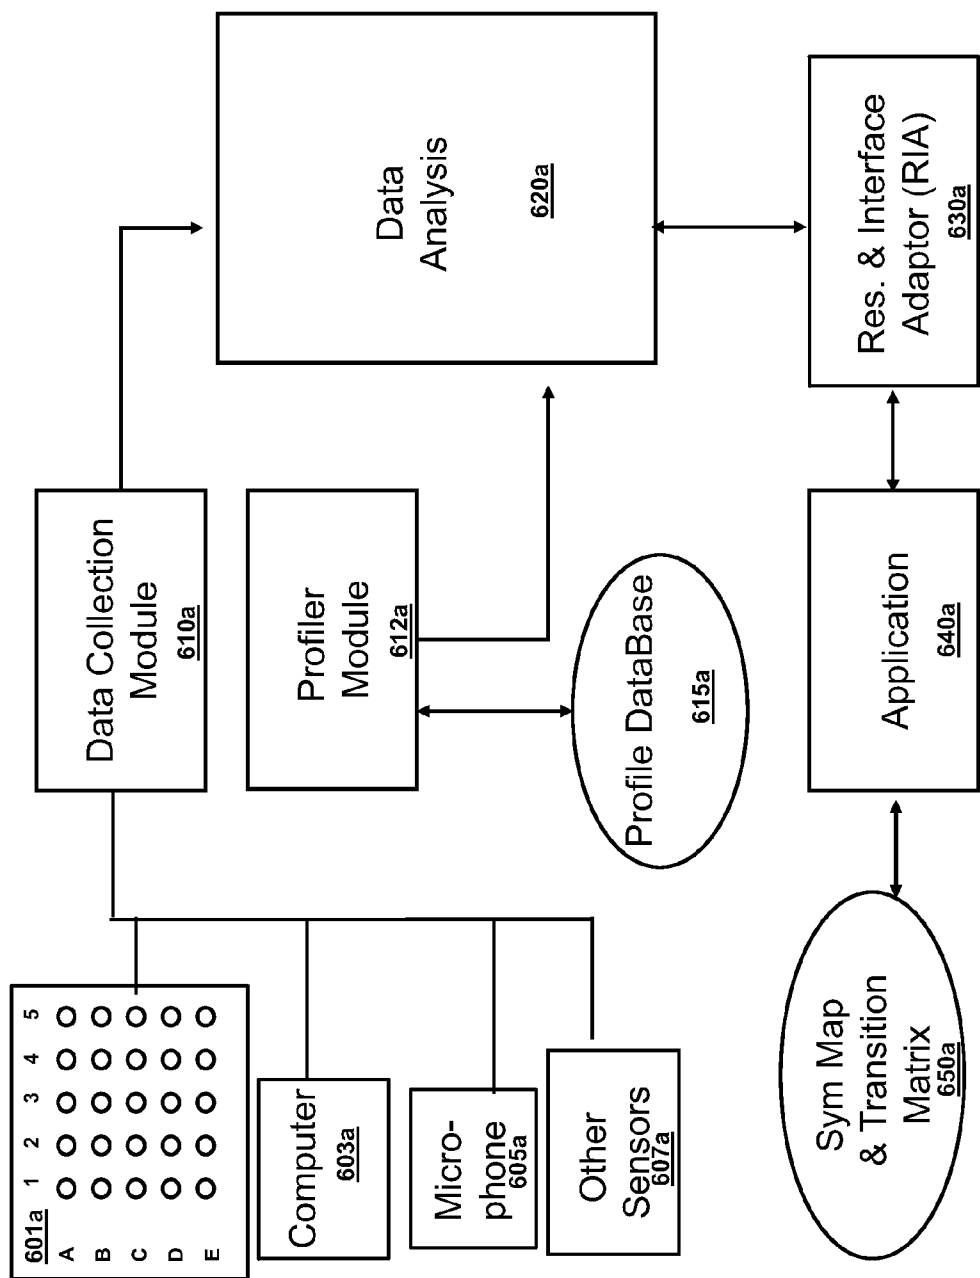 601a
1 2 3 4 5
A
B
C
D
E
Computer
603a
Micro-
phone
605a
Other
Sensors
607a
Data Collection
Module
610a
Profiler
Module
612a
Profile DataBase
615a
Data
Analysis
620a
Res. & Interface
Adaptor (RIA)
630a
Application
640a
Sym Map
& Transition
Matrix
650a